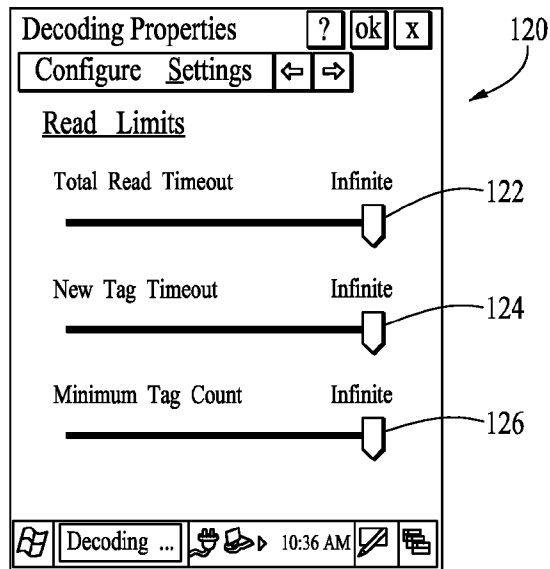 Decoding Properties ? ok x
120
Configure Settings
Read Limits
Total Read Timeout Infinite
122
New Tag Timeout Infinite
124
Minimum Tag Count Infinite
126
Decoding ... 10:36 AM